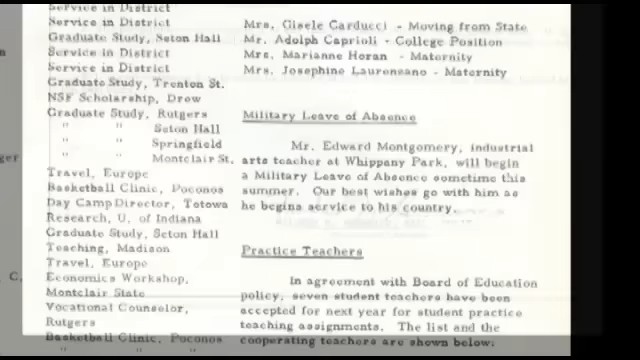 Service in District
Service in District
Graduate Study, Seton Hall
Service in District
Service in District
Graduate Study, Trenton St.
NSF Scholarship, Drew
Graduate Study, Rutgers
" " Seton Hall
" " Springfield
" " Montclair St.
Travel, Europe
Basketball Clinic, Poconos
Day Camp Director, Totowa
Research, U. of Indiana
Graduate Study, Seton Hall
Teaching, Madison
Travel, Europe
Economics Workshop,
Montclair State
Vocational Counselor,
Rutgers
Basketball Clinic, Poconos
" " "
ger
C,
Mrs. Gisele Carducci - Moving from State
Mr. Adolph Caprioli - College Position
Mrs. Marianne Horan - Maternity
Mrs. Josephine Laurenzano - Maternity
Military Leave of Absence
Mr. Edward Montgomery, industrial
arts teacher at Whippany Park, will begin
a Military Leave of Absence sometime this
summer. Our best wishes go with him as
he begins service to his country.
Practice Teachers
In agreement with Board of Education
policy, seven student teachers have been
accepted for next year for student practice
teaching assignments. The list and the
cooperating teachers are shown below: